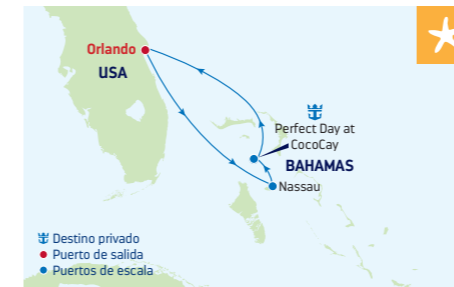 Orlando
USA
Perfect Day at
CocoCay
BAHAMAS
Nassau
Destino privado
Puerto de salida
Puertos de escala